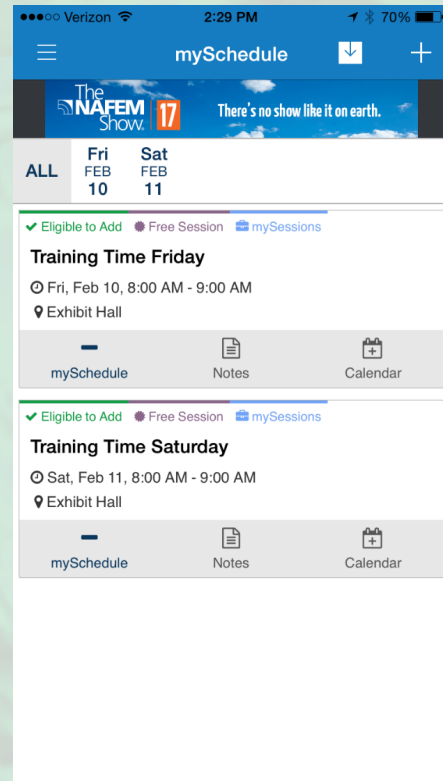 Verizon 2:29 PM 70%
mySchedule
The
NAFEM 17 There's no show like it on earth.
Show.
ALL Fri FEB 10 Sat FEB 11
Eligible to Add Free Session mySessions
Training Time Friday
Fri, Feb 10, 8:00 AM - 9:00 AM
Exhibit Hall
mySchedule Notes Calendar
Eligible to Add Free Session mySessions
Training Time Saturday
Sat, Feb 11, 8:00 AM - 9:00 AM
Exhibit Hall
mySchedule Notes Calendar